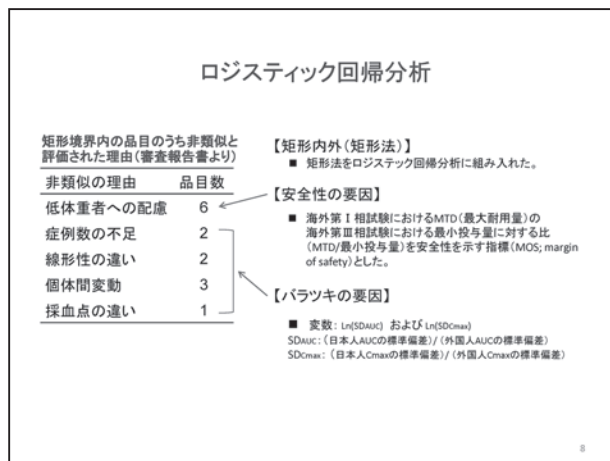 ロジスティック回帰分析
矩形境界内の品目のうち非類似と
評価された理由(審査報告書より)
非類似の理由 品目数
低体重者への配慮 6
症例数の不足 2
線形性の違い 2
個体間変動 3
採血点の違い 1
【矩形内外(矩形法)】
■ 矩形法をロジステック回帰分析に組み入れた。
【安全性の要因】
■ 海外第Ⅰ相試験におけるMTD(最大耐用量)の
海外第Ⅲ相試験における最小投与量に対する比
(MTD/最小投与量)を安全性を示す指標(MOS; margin
of safety)とした。
【バラツキの要因】
■ 変数: Ln(SDAUC) および Ln(SDCmax)
SDAUC:(日本人AUCの標準偏差)/(外国人AUCの標準偏差)
SDCmax:(日本人Cmaxの標準偏差)/(外国人Cmaxの標準偏差)
8